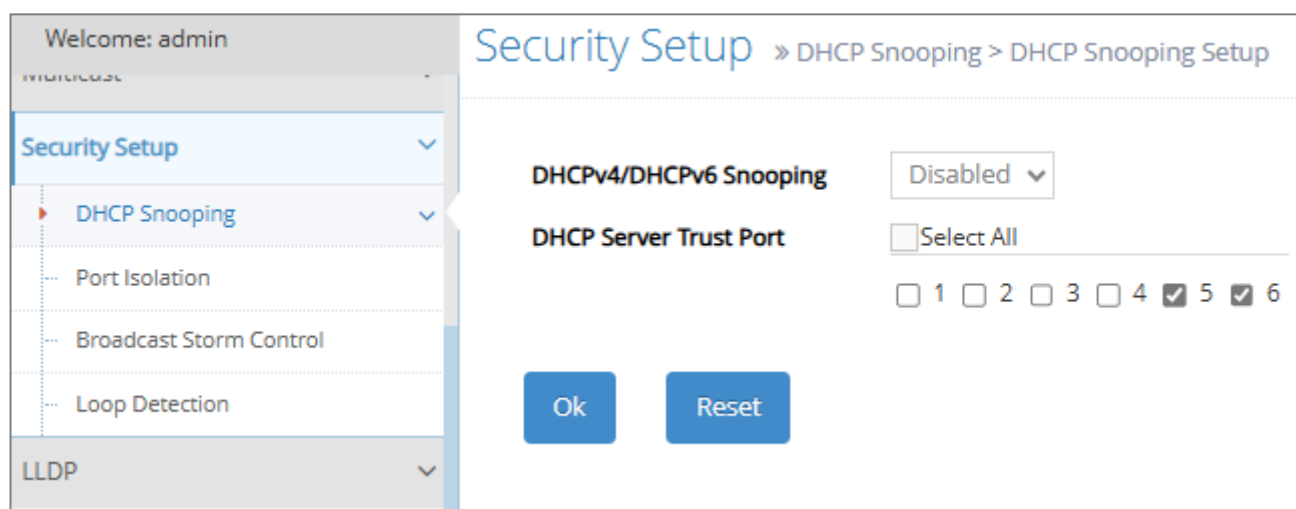 Welcome: admin
Multicast
Security Setup
DHCP Snooping
Port Isolation
Broadcast Storm Control
Loop Detection
LLDP
Security Setup » DHCP Snooping > DHCP Snooping Setup
DHCPv4/DHCPv6 Snooping Disabled
DHCP Server Trust Port Select All
1 2 3 4 5 6
Ok Reset